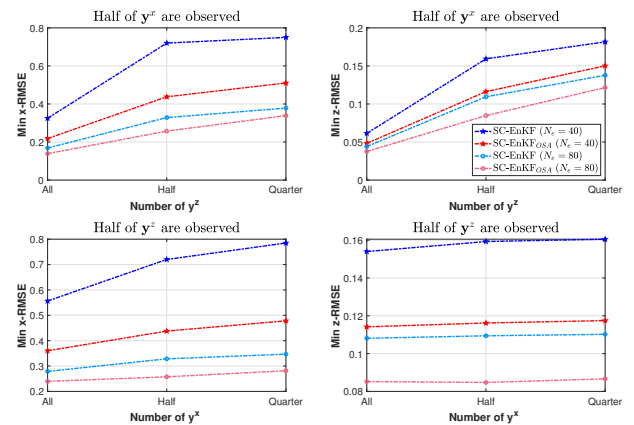 Half of y^x are observed
Min x-RMSE
0.8
0.6
0.4
0.2
0
All Half Quarter
Number of y^z
Half of y^x are observed
Min z-RMSE
0.2
0.15
0.1
0.05
0
SC-EnKF (N_e = 40)
SC-EnKF_OSA (N_e = 40)
SC-EnKF (N_e = 80)
SC-EnKF_OSA (N_e = 80)
All Half Quarter
Number of y^z
Half of y^z are observed
Min x-RMSE
0.8
0.7
0.6
0.5
0.4
0.3
0.2
All Half Quarter
Number of y^x
Half of y^z are observed
Min z-RMSE
0.16
0.14
0.12
0.1
0.08
All Half Quarter
Number of y^x